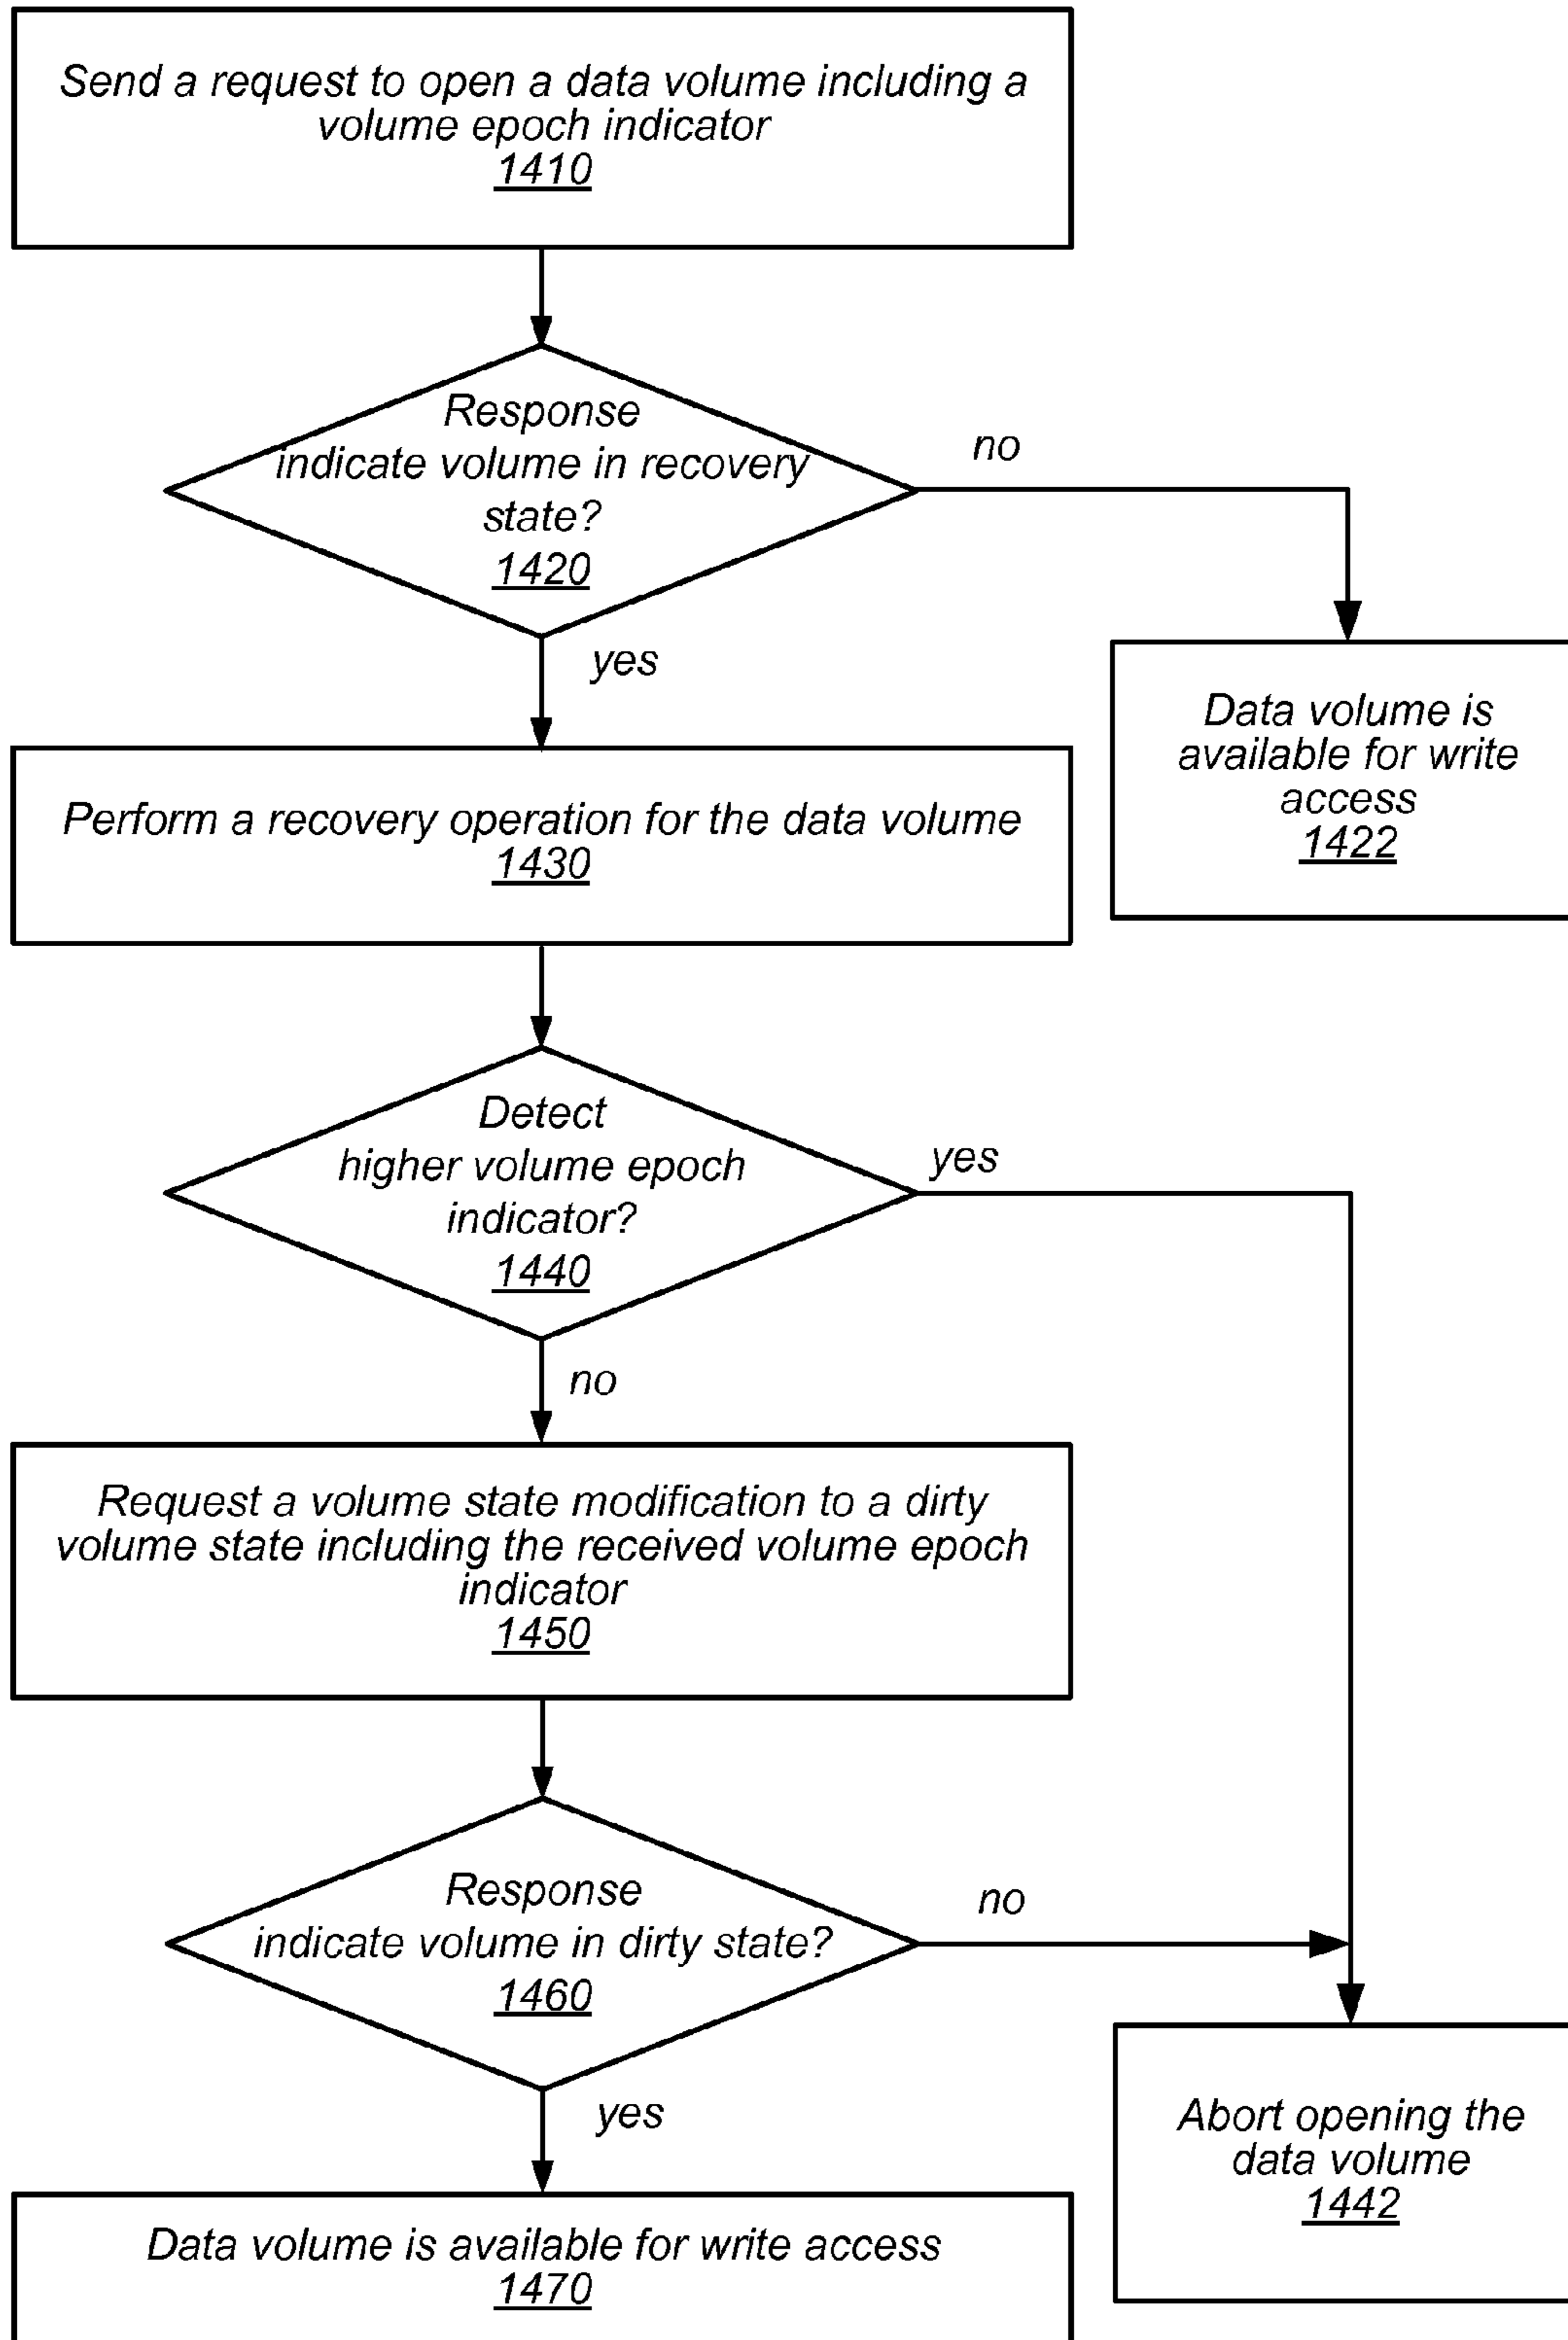 Send a request to open a data volume including a
volume epoch indicator
1410
Response
indicate volume in recovery
state?
1420
no
yes
Data volume is
available for write
access
1422
Perform a recovery operation for the data volume
1430
Detect
higher volume epoch
indicator?
1440
yes
no
Request a volume state modification to a dirty
volume state including the received volume epoch
indicator
1450
Response
indicate volume in dirty state?
1460
no
yes
Abort opening the
data volume
1442
Data volume is available for write access
1470